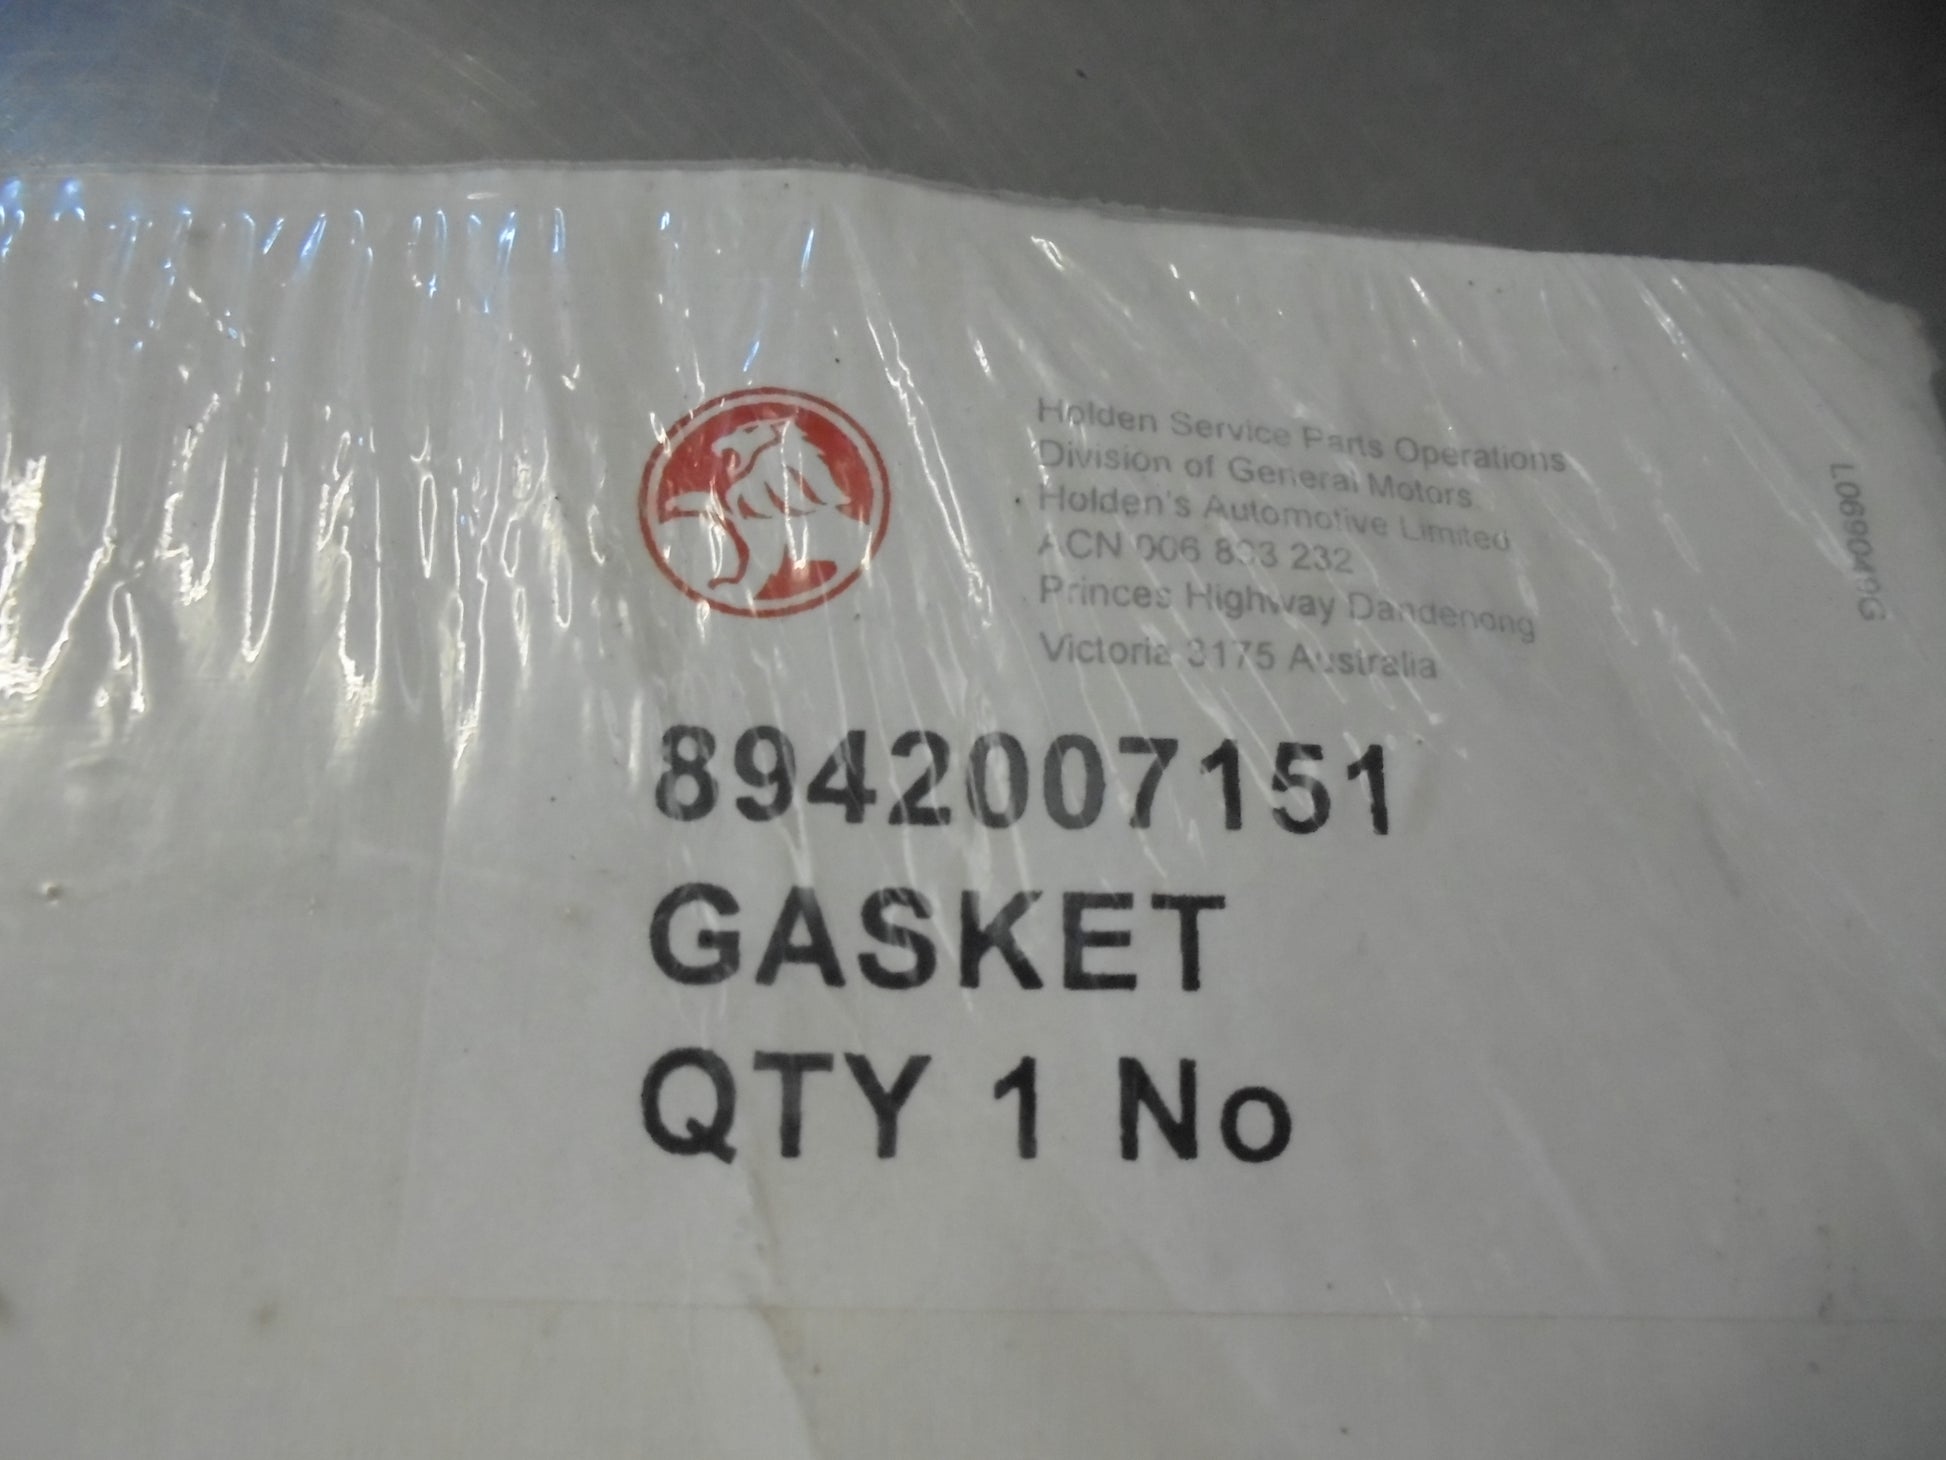 Holden Service Parts Operations
Division of General Motors
Holden's Automotive Limited
ACN 006 893 232
Princes Highway Dandenong
Victoria 3175 Australia
L069049G
8942007151
GASKET
QTY 1 No